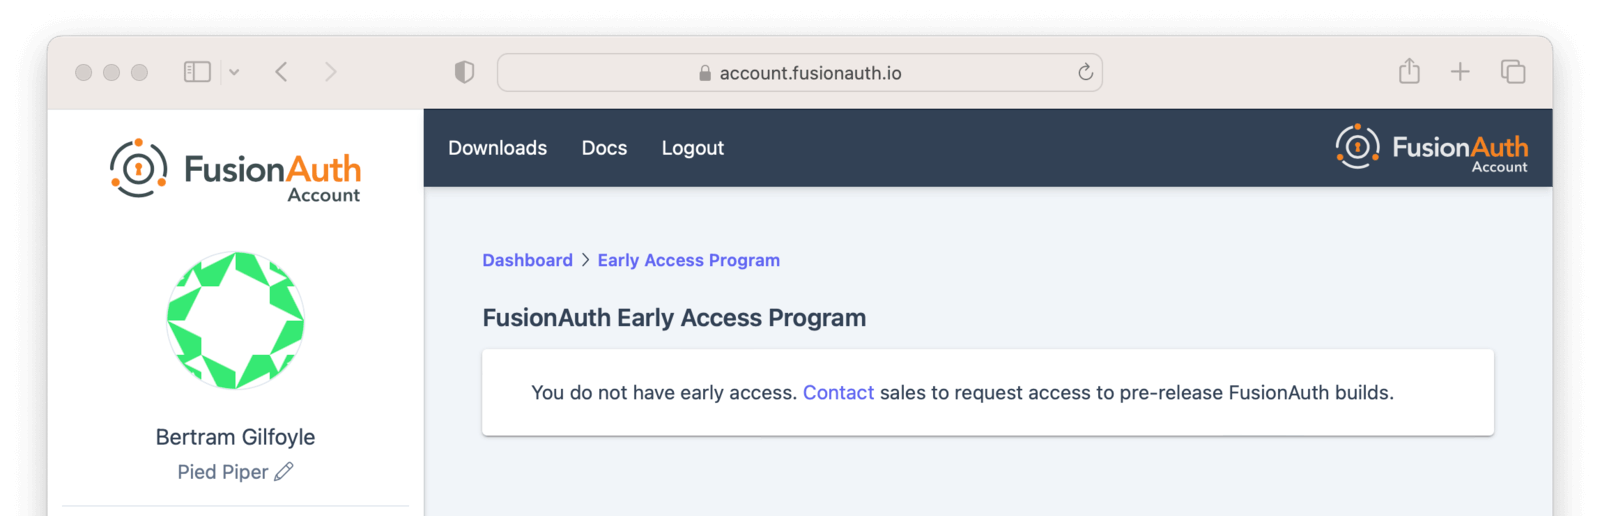 account.fusionauth.io
FusionAuth
Account
Bertram Gilfoyle
Pied Piper
Downloads Docs Logout
FusionAuth
Account
Dashboard > Early Access Program
FusionAuth Early Access Program
You do not have early access. Contact sales to request access to pre-release FusionAuth builds.